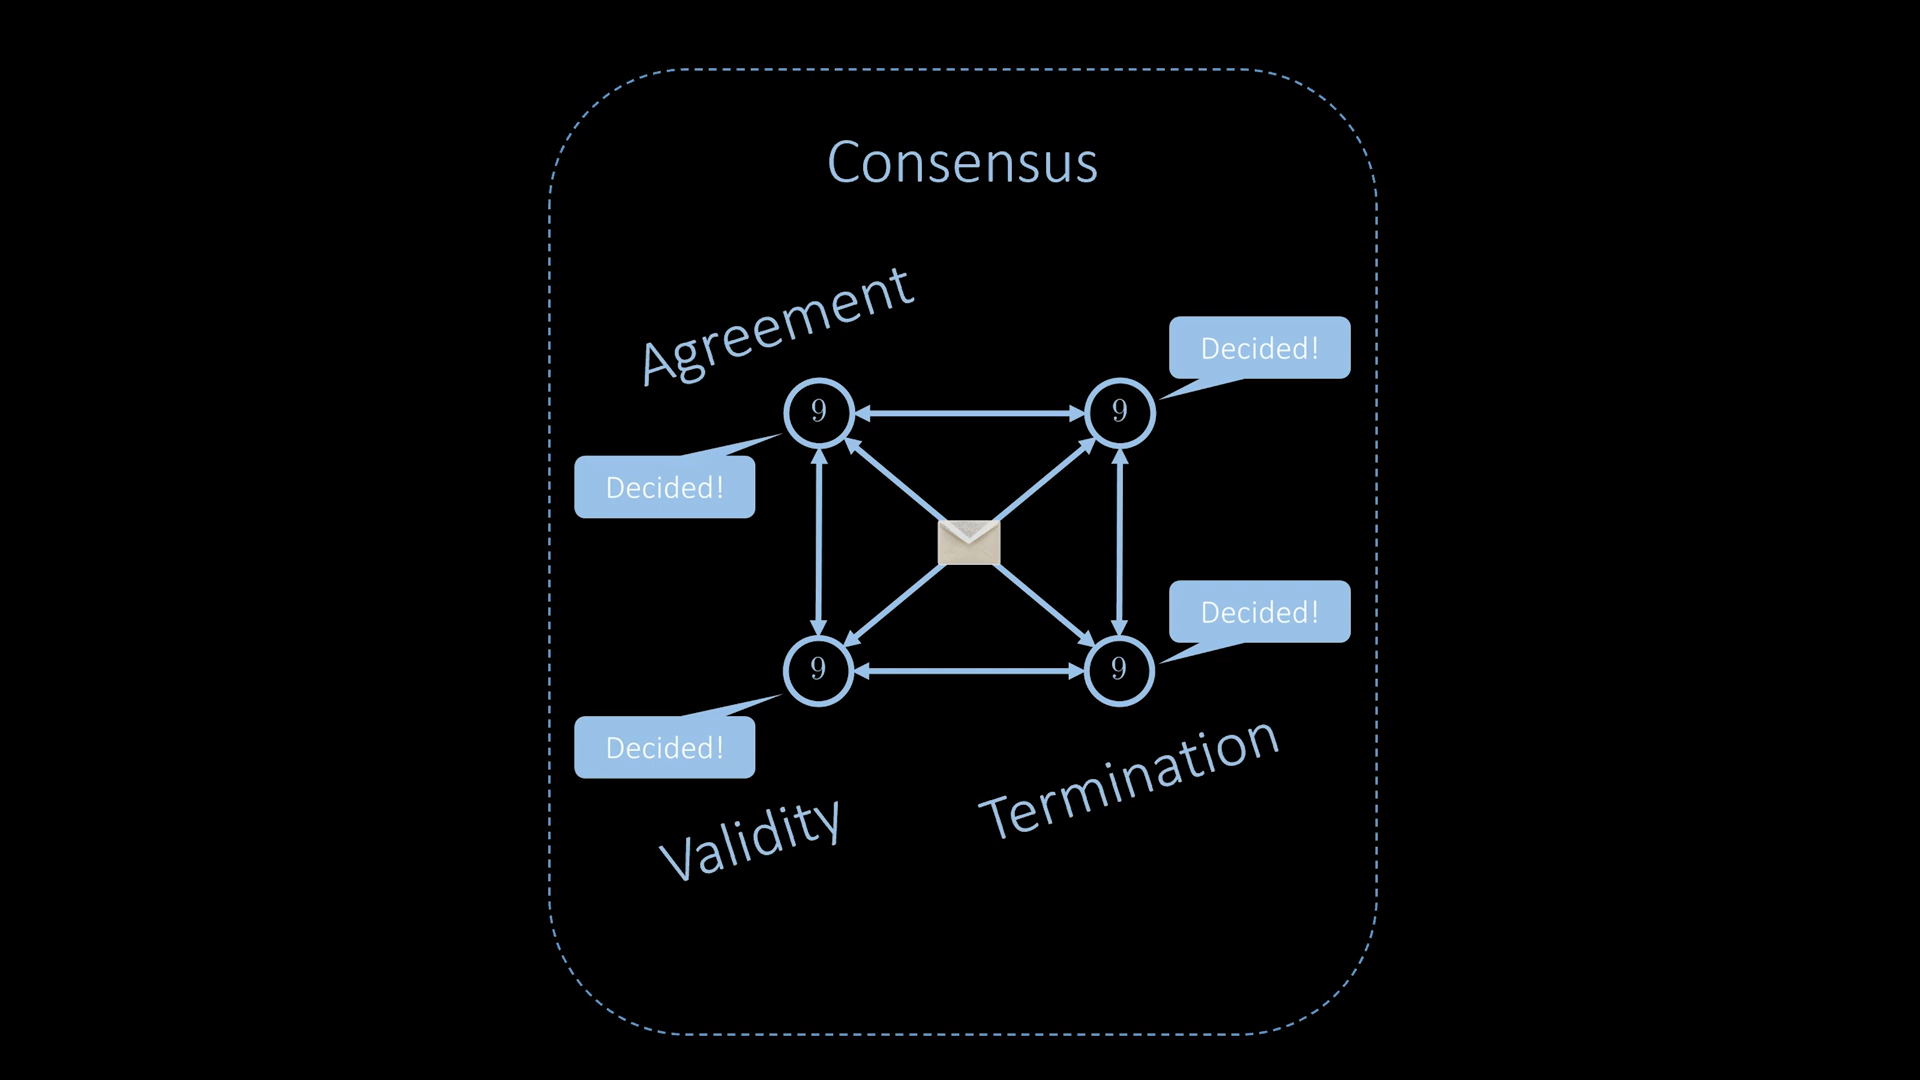 Consensus
Agreement
Decided!
9
9
Decided!
Decided!
9
9
Decided!
Validity
Termination